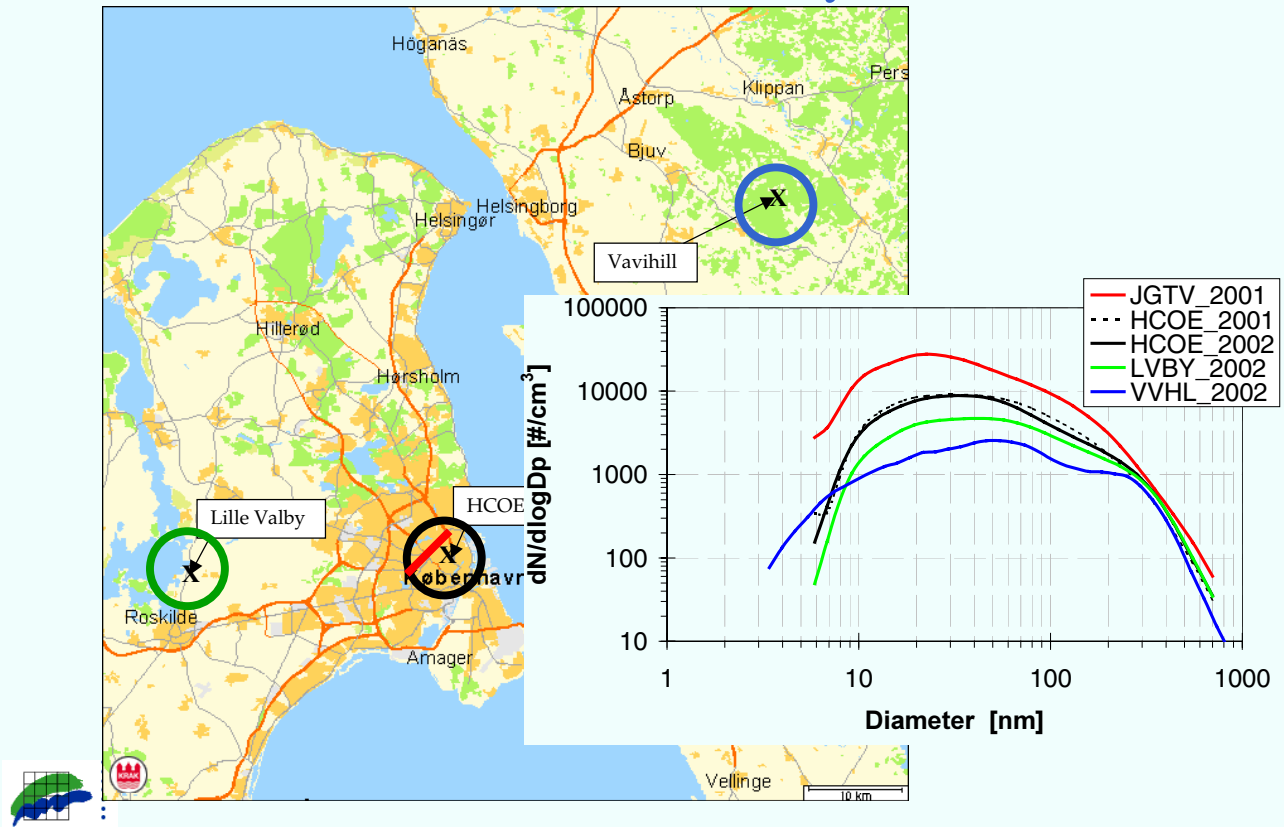 Höganäs
Pers
Klippan
Åstorp
Bjuv
X
Helsingborg
Helsingør
Vavihill
Hillerød
Hørsholm
Lille Valby
HCOE
X
X
København
Roskilde
Amager
Vellinge
10 km
KRAK
JGTV_2001
HCOE_2001
HCOE_2002
LVBY_2002
VVHL_2002
dN/dlogDp [#/cm³]
100000
10000
1000
100
10
1
10
100
1000
Diameter [nm]